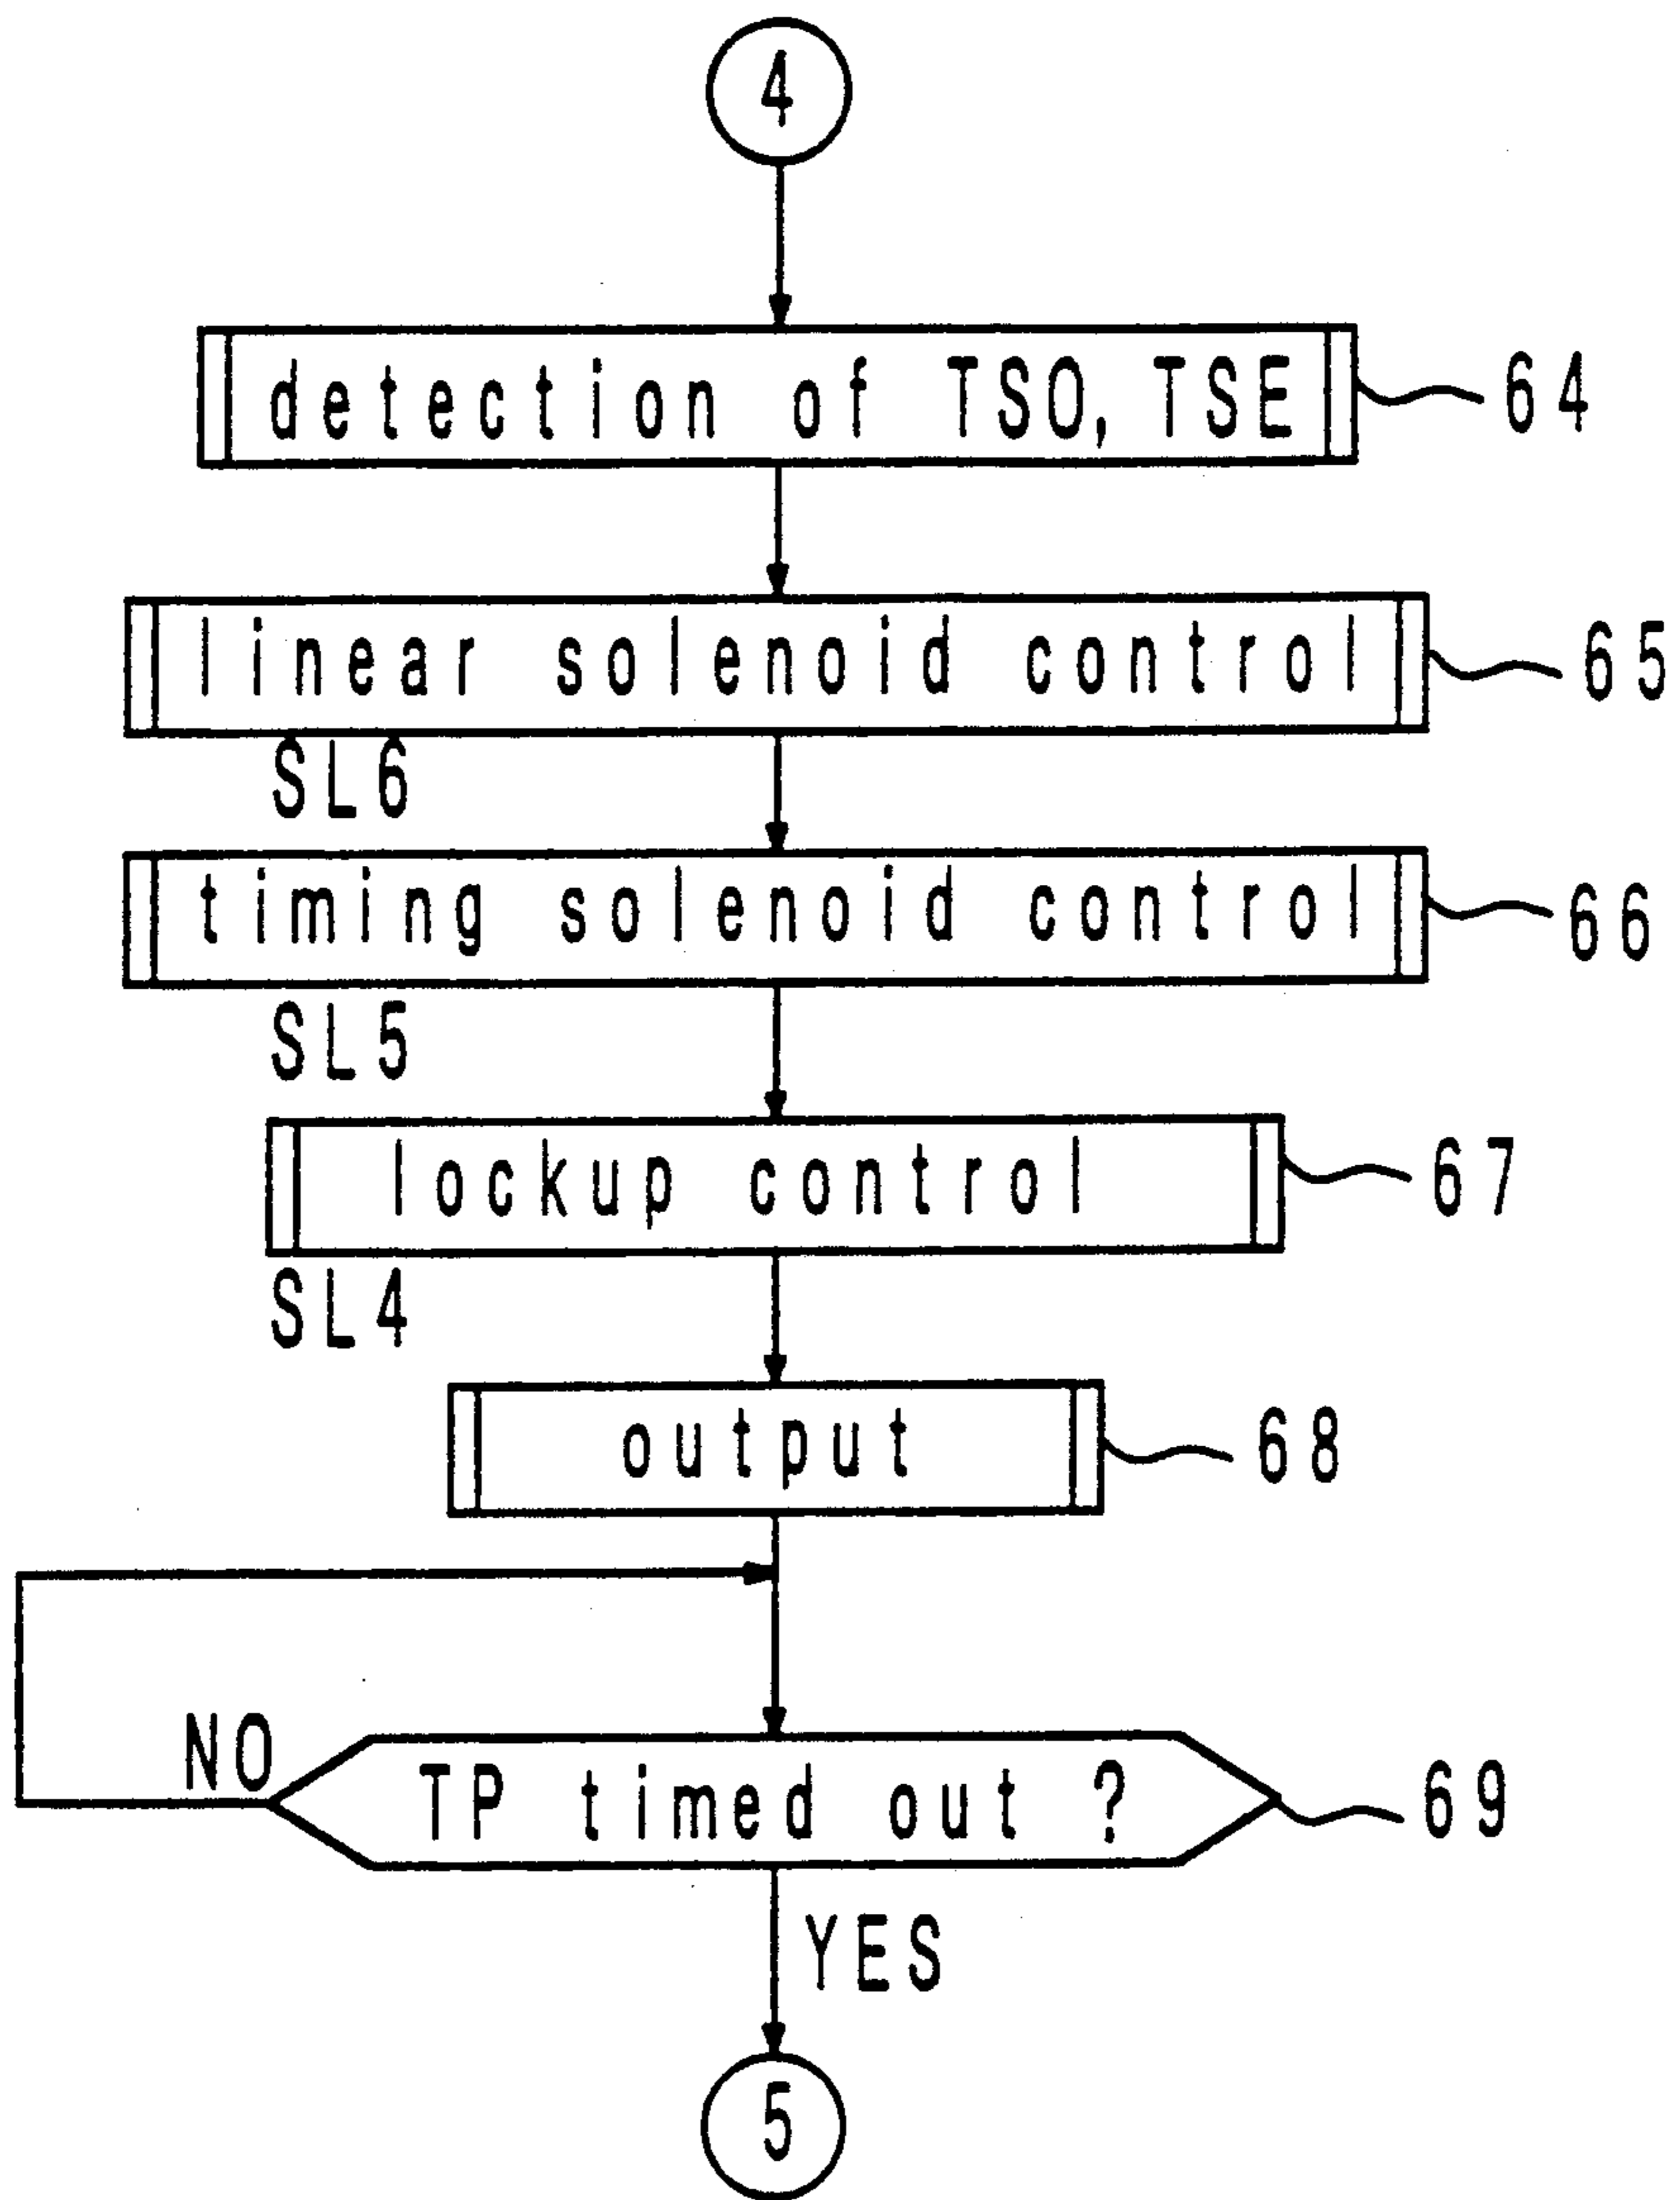 4
detection of TSO, TSE
64
linear solenoid control
65
SL6
timing solenoid control
66
SL5
lockup control
67
SL4
output
68
NO
TP timed out ?
69
YES
5